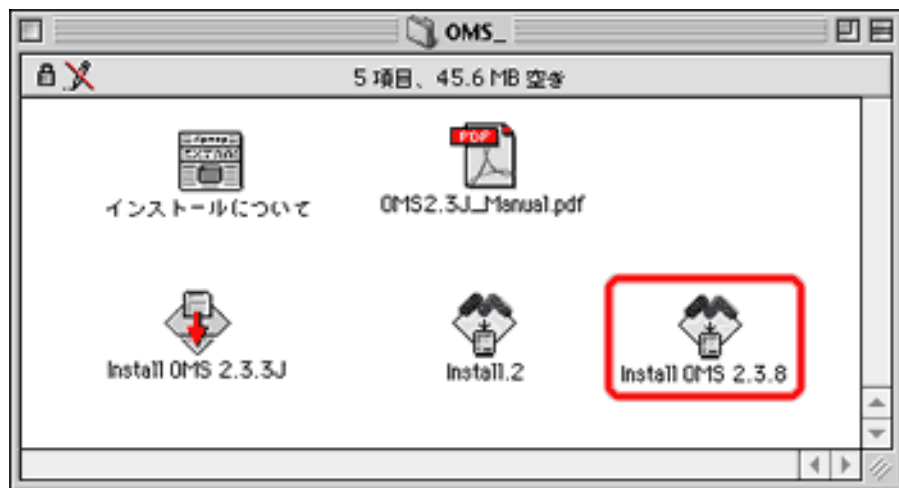 OMS_
5 項目、45.6 MB 空き
PDF
インストールについて
OMS2.3J_Manual.pdf
Install OMS 2.3.3J
Install.2
Install OMS 2.3.8